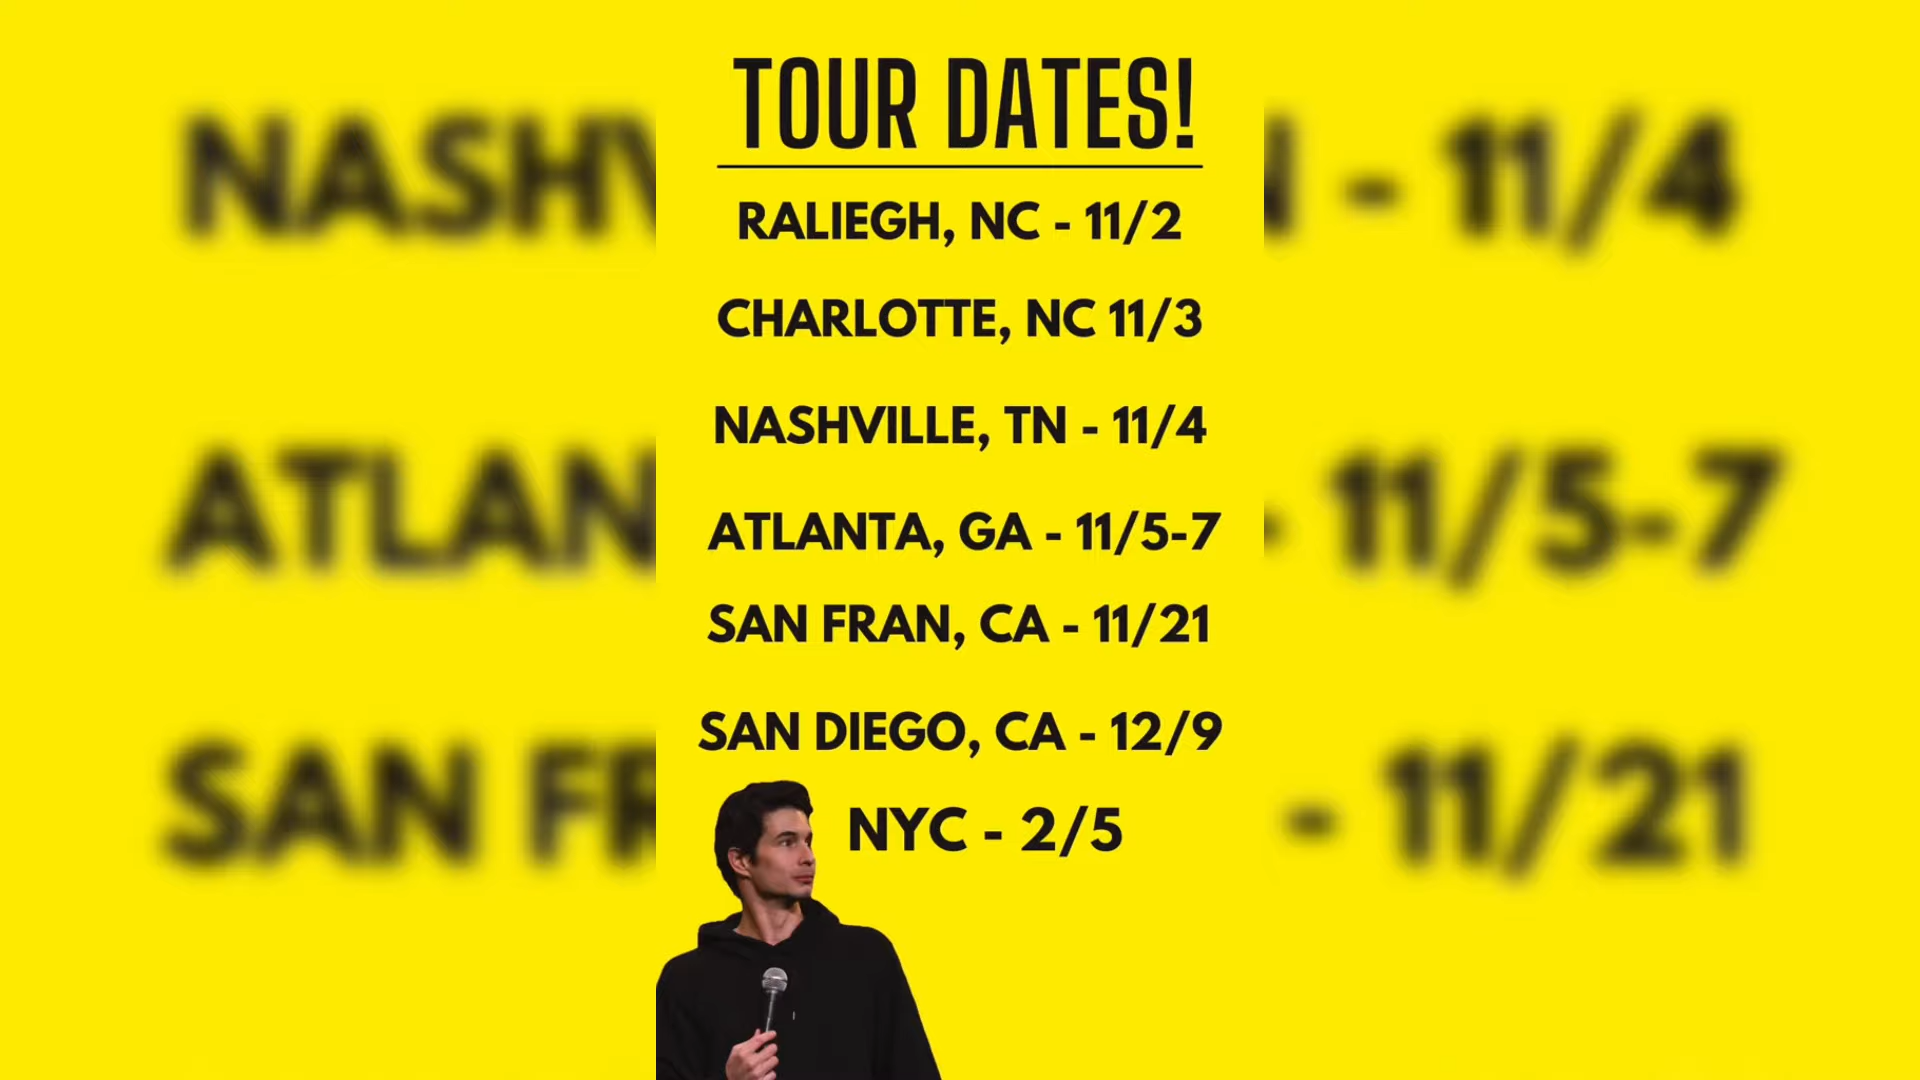 TOUR DATES!
RALIEGH, NC - 11/2
CHARLOTTE, NC 11/3
NASHVILLE, TN - 11/4
ATLANTA, GA - 11/5-7
SAN FRAN, CA - 11/21
SAN DIEGO, CA - 12/9
NYC - 2/5